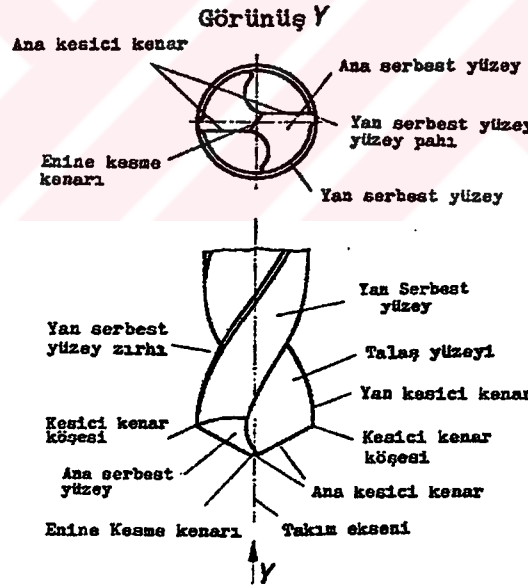 Görünüş Y
Ana kesici kenar
Ana serbest yüzey
Yan serbest yüzey
yüzey pahı
Enine kesme
kenarı
Yan serbest yüzey
Yan Serbest
yüzey
Yan serbest
yüzey zırhı
Talaş yüzeyi
Yan kesici kenar
Kesici kenar
köşesi
Kesici kenar
köşesi
Ana serbest
yüzey
Ana kesici kenar
Enine Kesme kenarı
Takım ekseni
Y